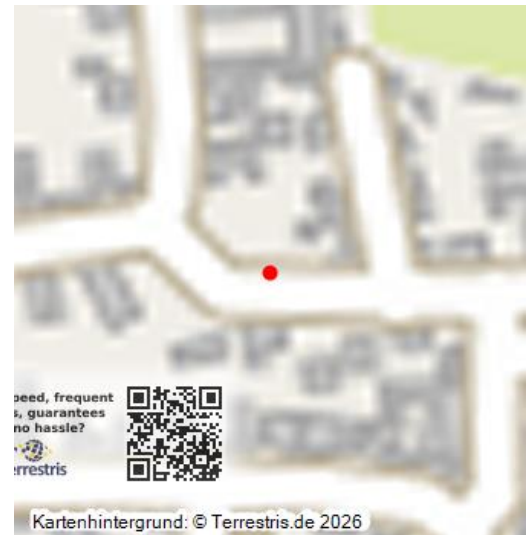 peed, frequent
s, guarantees
no hassle?
errestris
Kartenhintergrund: © Terrestris.de 2026